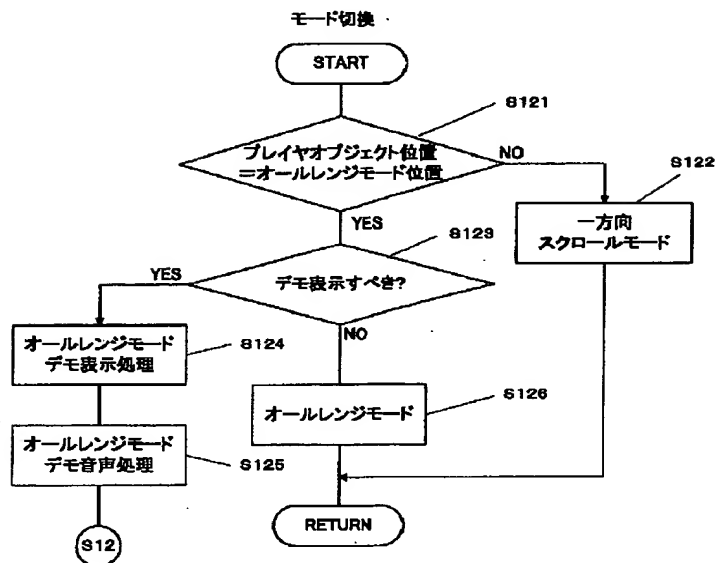 モード切換
START
S121
プレイヤオブジェクト位置
=オールレンジモード位置
NO
S122
一方向
スクロールモード
YES
S123
デモ表示すべき?
YES
NO
オールレンジモード
デモ表示処理
S124
オールレンジモード
S126
オールレンジモード
デモ音声処理
S125
RETURN
S12